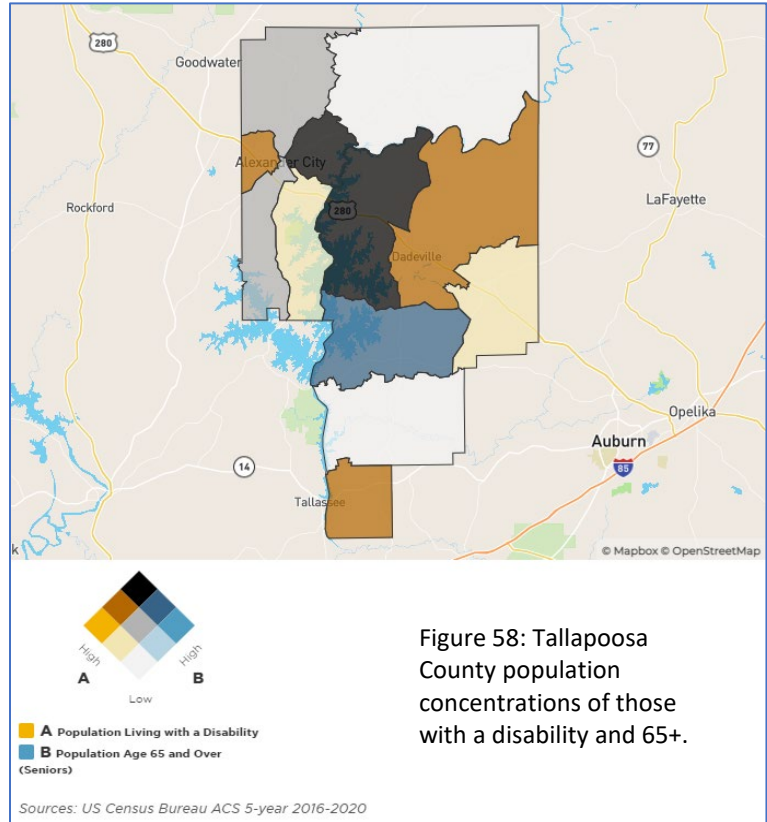 280
Goodwater
Alexander City
77
Rockford
LaFayette
280
Dadeville
Opelika
Auburn
85
14
Tallassee
k
© Mapbox © OpenStreetMap
High
High
A
B
Low
A Population Living with a Disability
B Population Age 65 and Over
(Seniors)
Sources: US Census Bureau ACS 5-year 2016-2020
Figure 58: Tallapoosa
County population
concentrations of those
with a disability and 65+.